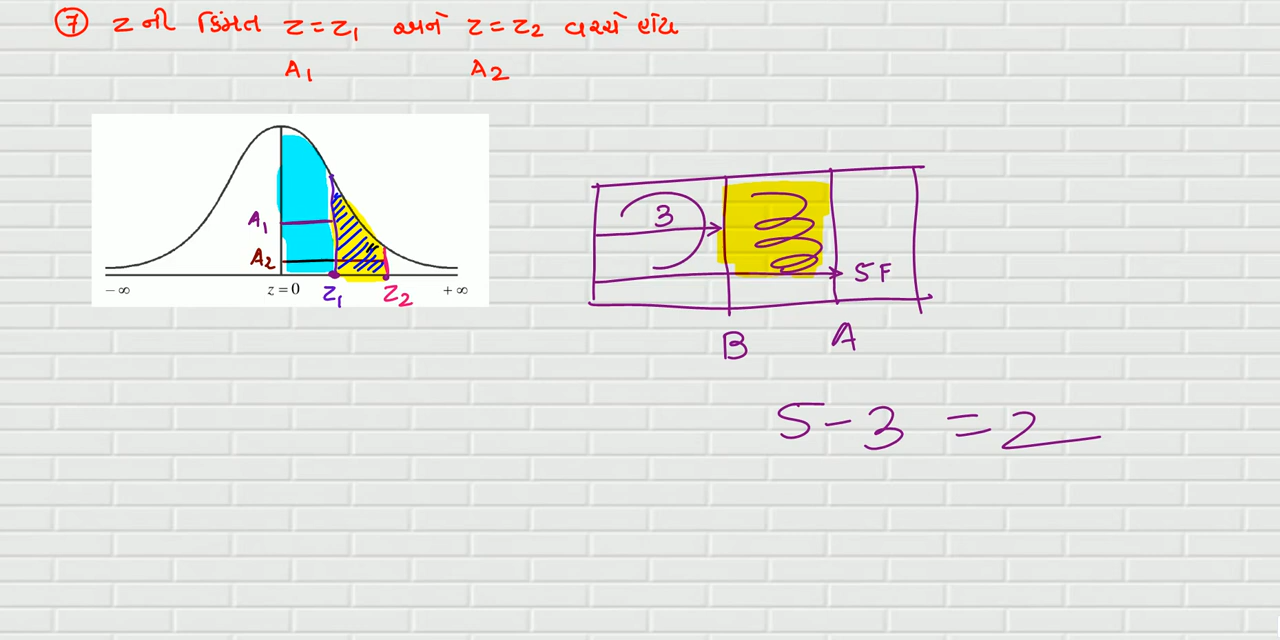 ⑦ Z ની કિંમત Z = Z₁ અને Z = Z₂ વચ્ચે હોય
A₁ A₂
A₁
A₂
−∞ z = 0 Z₁ Z₂ +∞
3
5F
B A
5 − 3 = 2